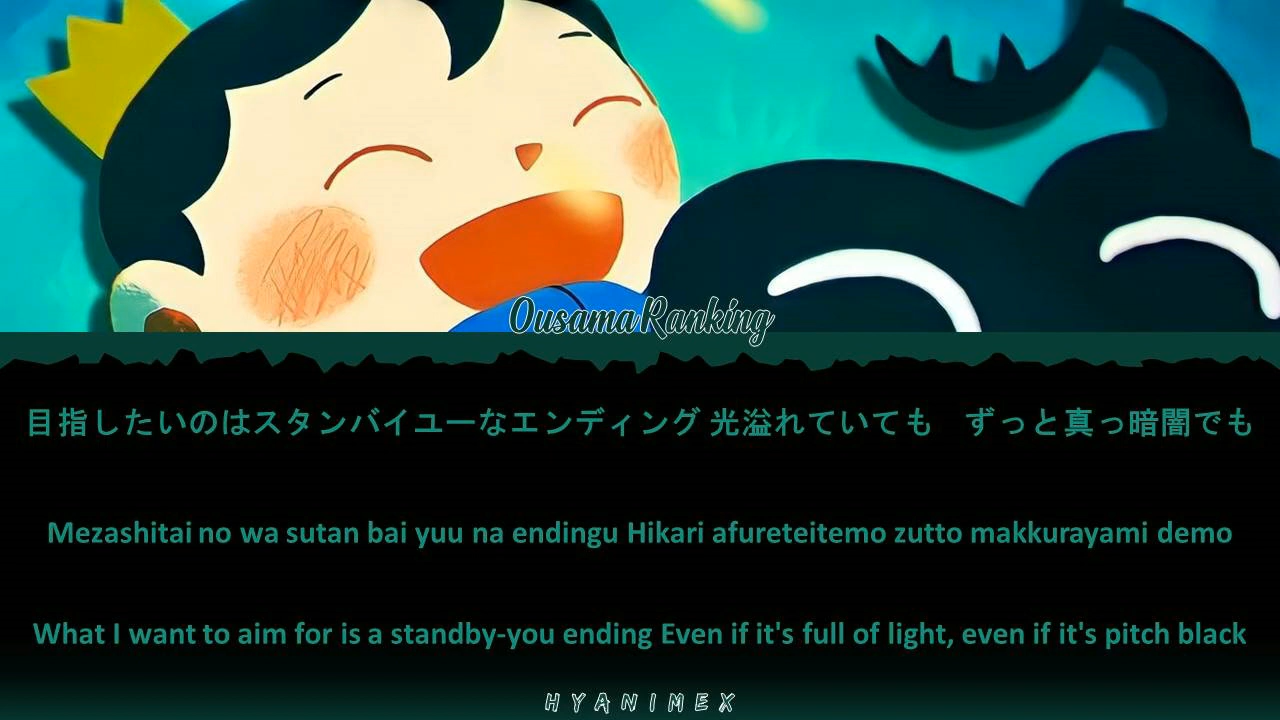 Ousama Ranking
目指したいのはスタンバイユーなエンディング 光溢れていても　ずっと真っ暗闇でも
Mezashitai no wa sutan bai yuu na endingu Hikari afureteitemo zutto makkurayami demo
What I want to aim for is a standby-you ending Even if it's full of light, even if it's pitch black
HYANIMEX